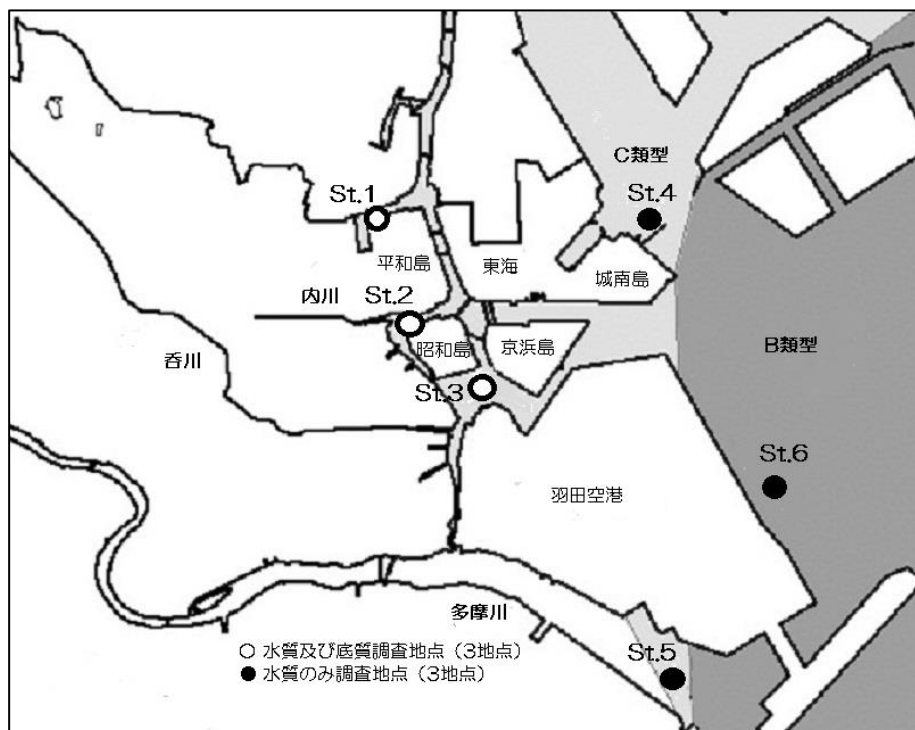 C類型
St.1
St.4
平和島
東海
城南島
内川
St.2
B類型
昭和島
京浜島
呑川
St.3
St.6
羽田空港
多摩川
○ 水質及び底質調査地点（3地点）
● 水質のみ調査地点（3地点）
St.5